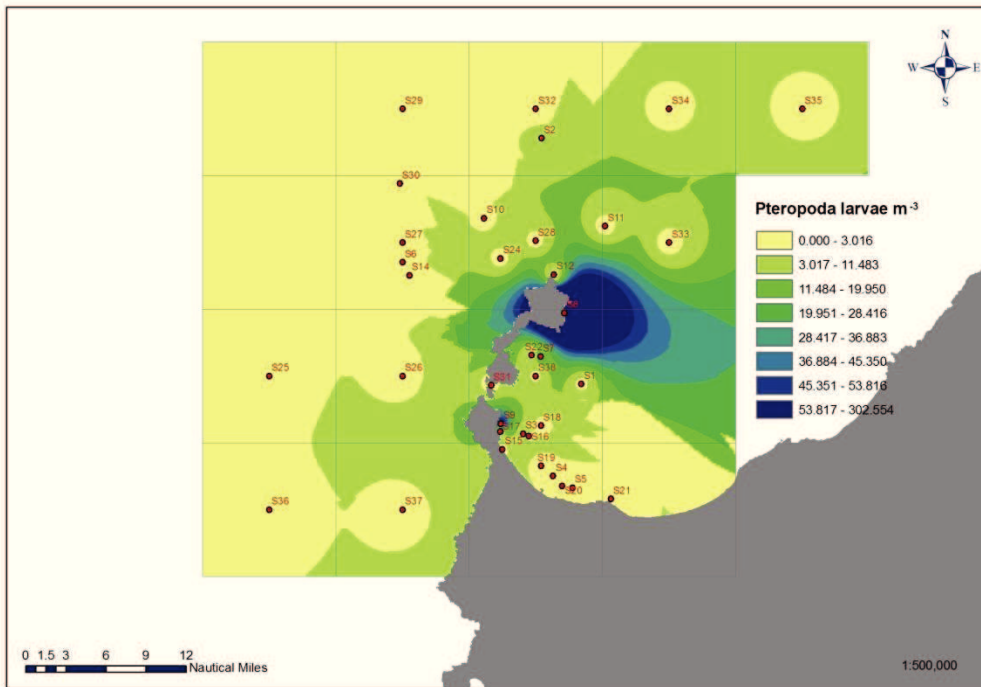 N
W E
S
S29
S32
S34
S35
S2
S30
S10
S11
S27
S28
S33
S6
S24
S14
S12
S22
S7
S25
S26
S38
S31
S1
S9
S18
S17
S3
S16
S15
S19
S4
S5
S20
S21
S36
S37
Pteropoda larvae m-3
0.000 - 3.016
3.017 - 11.483
11.484 - 19.950
19.951 - 28.416
28.417 - 36.883
36.884 - 45.350
45.351 - 53.816
53.817 - 302.554
0 1.5 3 6 9 12
Nautical Miles
1:500,000